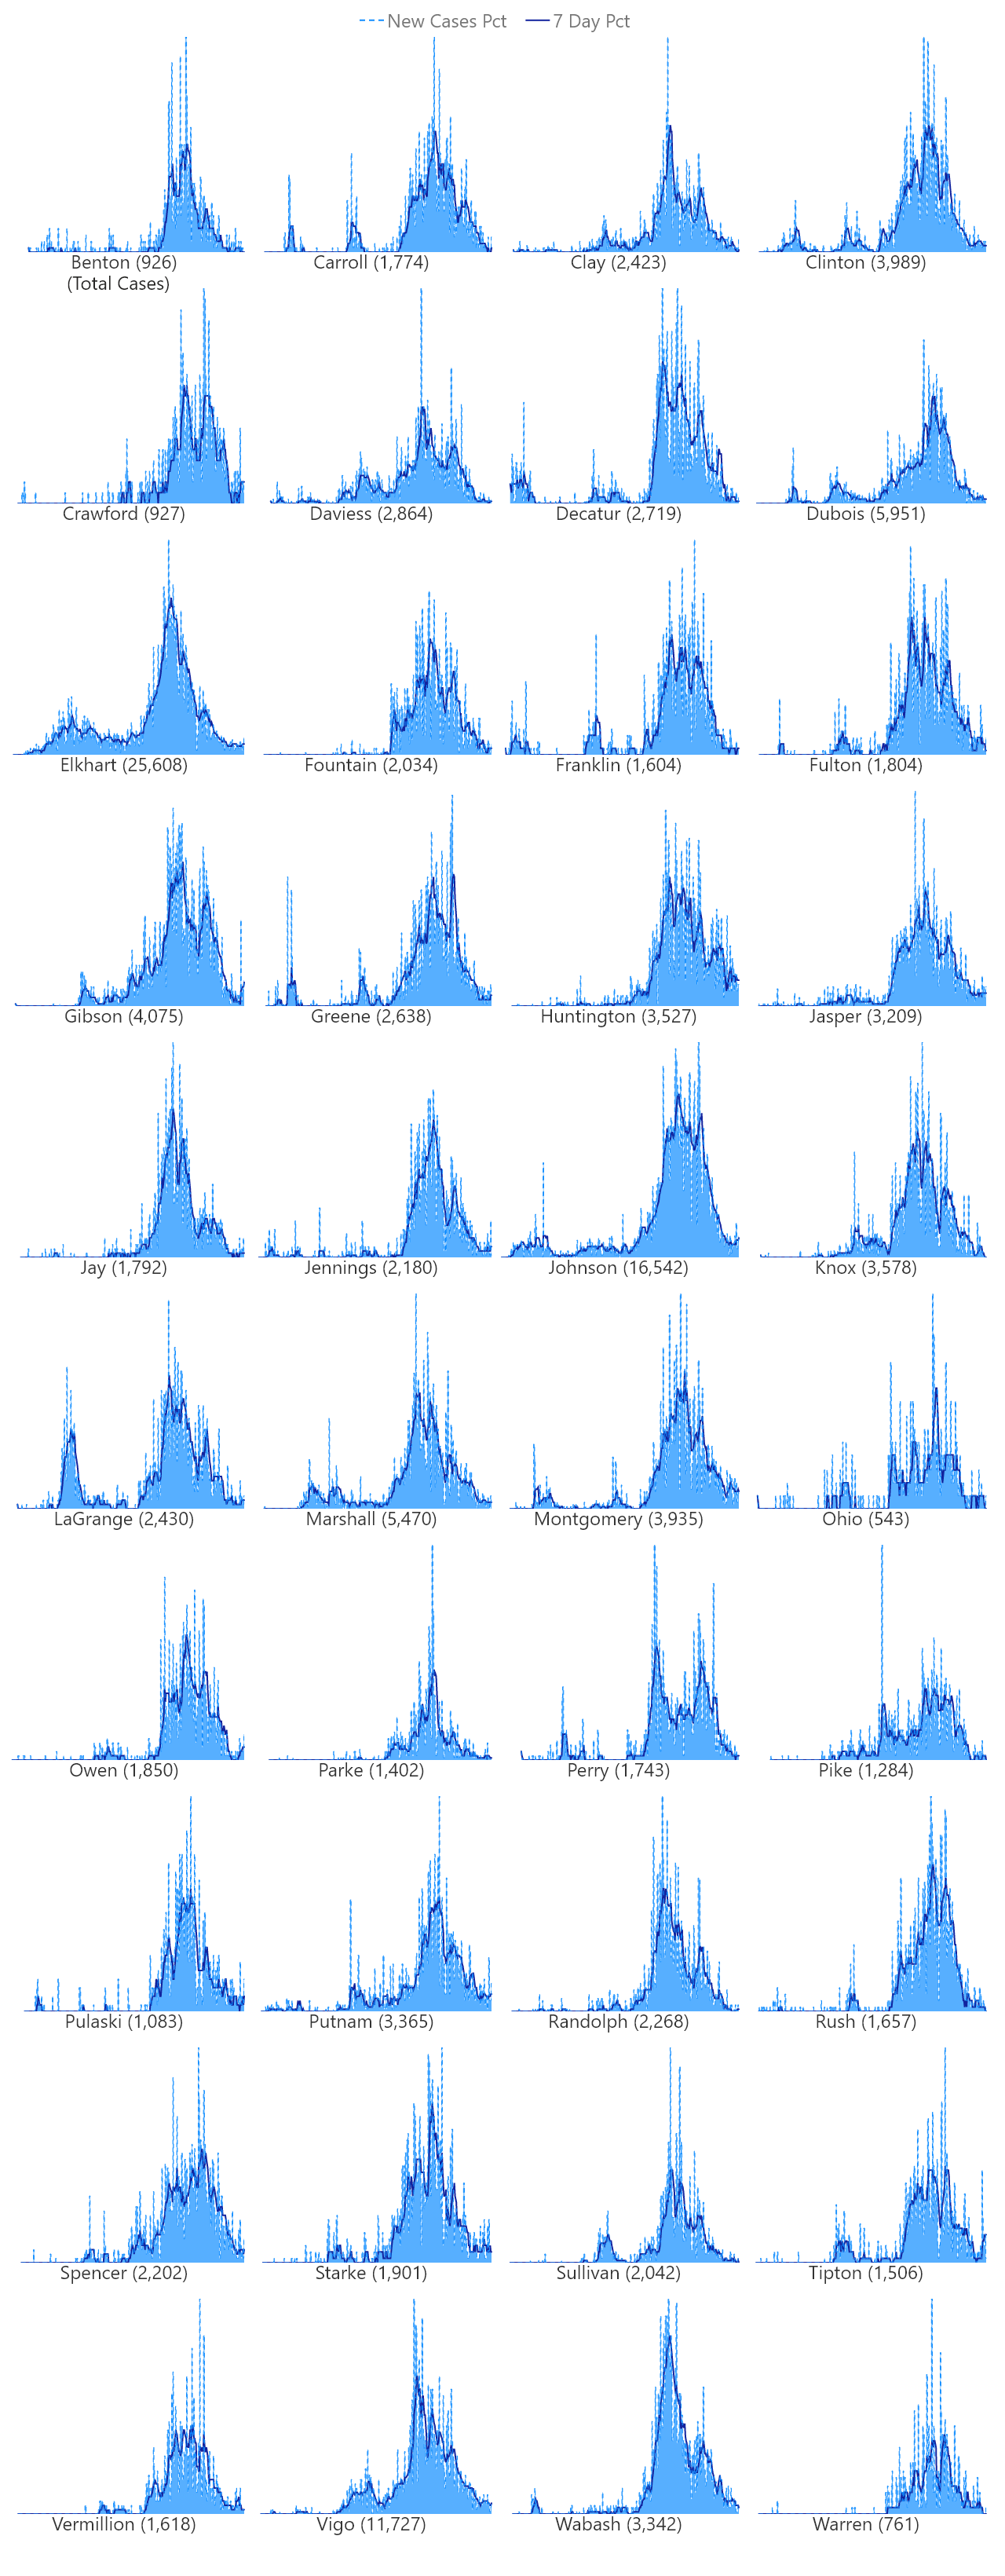 New Cases Pct 7 Day Pct
Benton (926) Carroll (1,774) Clay (2,423) Clinton (3,989)
(Total Cases)
Crawford (927) Daviess (2,864) Decatur (2,719) Dubois (5,951)
Elkhart (25,608) Fountain (2,034) Franklin (1,604) Fulton (1,804)
Gibson (4,075) Greene (2,638) Huntington (3,527) Jasper (3,209)
Jay (1,792) Jennings (2,180) Johnson (16,542) Knox (3,578)
LaGrange (2,430) Marshall (5,470) Montgomery (3,935) Ohio (543)
Owen (1,850) Parke (1,402) Perry (1,743) Pike (1,284)
Pulaski (1,083) Putnam (3,365) Randolph (2,268) Rush (1,657)
Spencer (2,202) Starke (1,901) Sullivan (2,042) Tipton (1,506)
Vermillion (1,618) Vigo (11,727) Wabash (3,342) Warren (761)